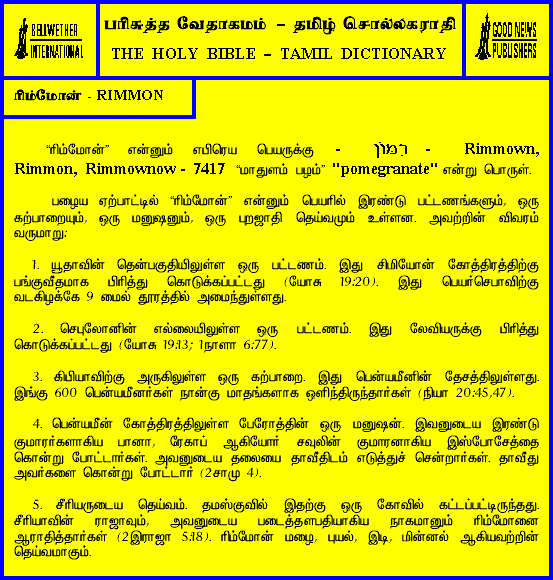 BELLWETHER
INTERNATIONAL
பரிசுத்த வேதாகமம் – தமிழ் சொல்லகராதி
THE HOLY BIBLE – TAMIL DICTIONARY
GOOD NEWS
PUBLISHERS
ரிம்மோன் - RIMMON
“ரிம்மோன்” என்னும் எபிரெய பெயருக்கு - רִמּוֹן - Rimmown,
Rimmon, Rimmownow - 7417 “மாதுளம் பழம்” "pomegranate" என்று பொருள்.
பழைய ஏற்பாட்டில் “ரிம்மோன்” என்னும் பெயரில் இரண்டு பட்டணங்களும், ஒரு
கற்பாறையும், ஒரு மனுஷனும், ஒரு புறஜாதி தெய்வமும் உள்ளன. அவற்றின் விவரம்
வருமாறு:
1. யூதாவின் தென்பகுதியிலுள்ள ஒரு பட்டணம். இது சிமியோன் கோத்திரத்திற்கு
பங்குவீதமாக பிரித்து கொடுக்கப்பட்டது (யோசு 19:20). இது பெயர்செபாவிற்கு
வடகிழக்கே 9 மைல் தூரத்தில் அமைந்துள்ளது.
2. செபுலோனின் எல்லையிலுள்ள ஒரு பட்டணம். இது லேவியருக்கு பிரித்து
கொடுக்கப்பட்டது (யோசு 19:13; 1நாளா 6:77).
3. கிபியாவிற்கு அருகிலுள்ள ஒரு கற்பாறை. இது பென்யமீனின் தேசத்திலுள்ளது.
இங்கு 600 பென்யமீனர்கள் நான்கு மாதங்களாக ஒளிந்திருந்தார்கள் (நியா 20:45,47).
4. பென்யமீன் கோத்திரத்திலுள்ள பேரோத்தின் ஒரு மனுஷன். இவனுடைய இரண்டு
குமாரர்களாகிய பானா, ரேகாப் ஆகியோர் சவுலின் குமாரனாகிய இஸ்போசேத்தை
கொன்று போட்டார்கள். அவனுடைய தலையை தாவீதிடம் எடுத்துச் சென்றார்கள். தாவீது
அவர்களை கொன்று போட்டார் (2சாமு 4).
5. சீரியருடைய தெய்வம். தமஸ்குவில் இதற்கு ஒரு கோவில் கட்டப்பட்டிருந்தது.
சீரியாவின் ராஜாவும், அவனுடைய படைத்தளபதியாகிய நாகமானும் ரிம்மோனை
ஆராதித்தார்கள் (2இராஜா 5:18). ரிம்மோன் மழை, புயல், இடி, மின்னல் ஆகியவற்றின்
தெய்வமாகும்.